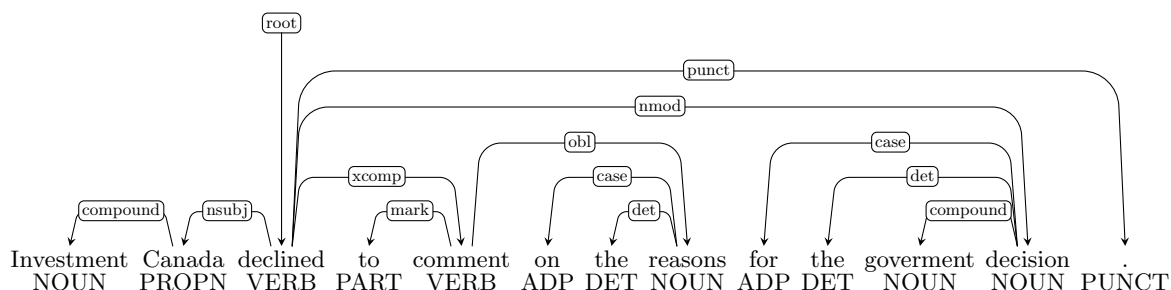 root
punct
nmod
obl case
xcomp case det
compound nsubj mark det compound
Investment Canada declined to comment on the reasons for the goverment decision .
NOUN PROPN VERB PART VERB ADP DET NOUN ADP DET NOUN NOUN PUNCT